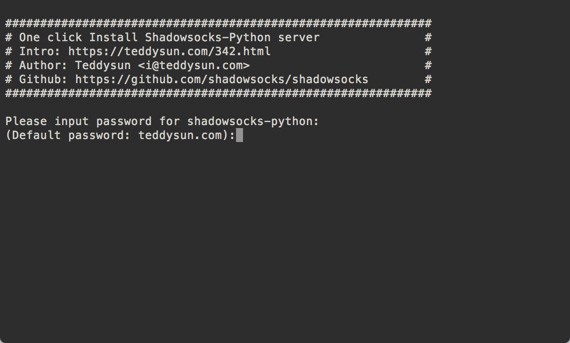 #############################################################
# One click Install Shadowsocks-Python server #
# Intro: https://teddysun.com/342.html #
# Author: Teddysun <i@teddysun.com> #
# Github: https://github.com/shadowsocks/shadowsocks #
#############################################################
Please input password for shadowsocks-python:
(Default password: teddysun.com):